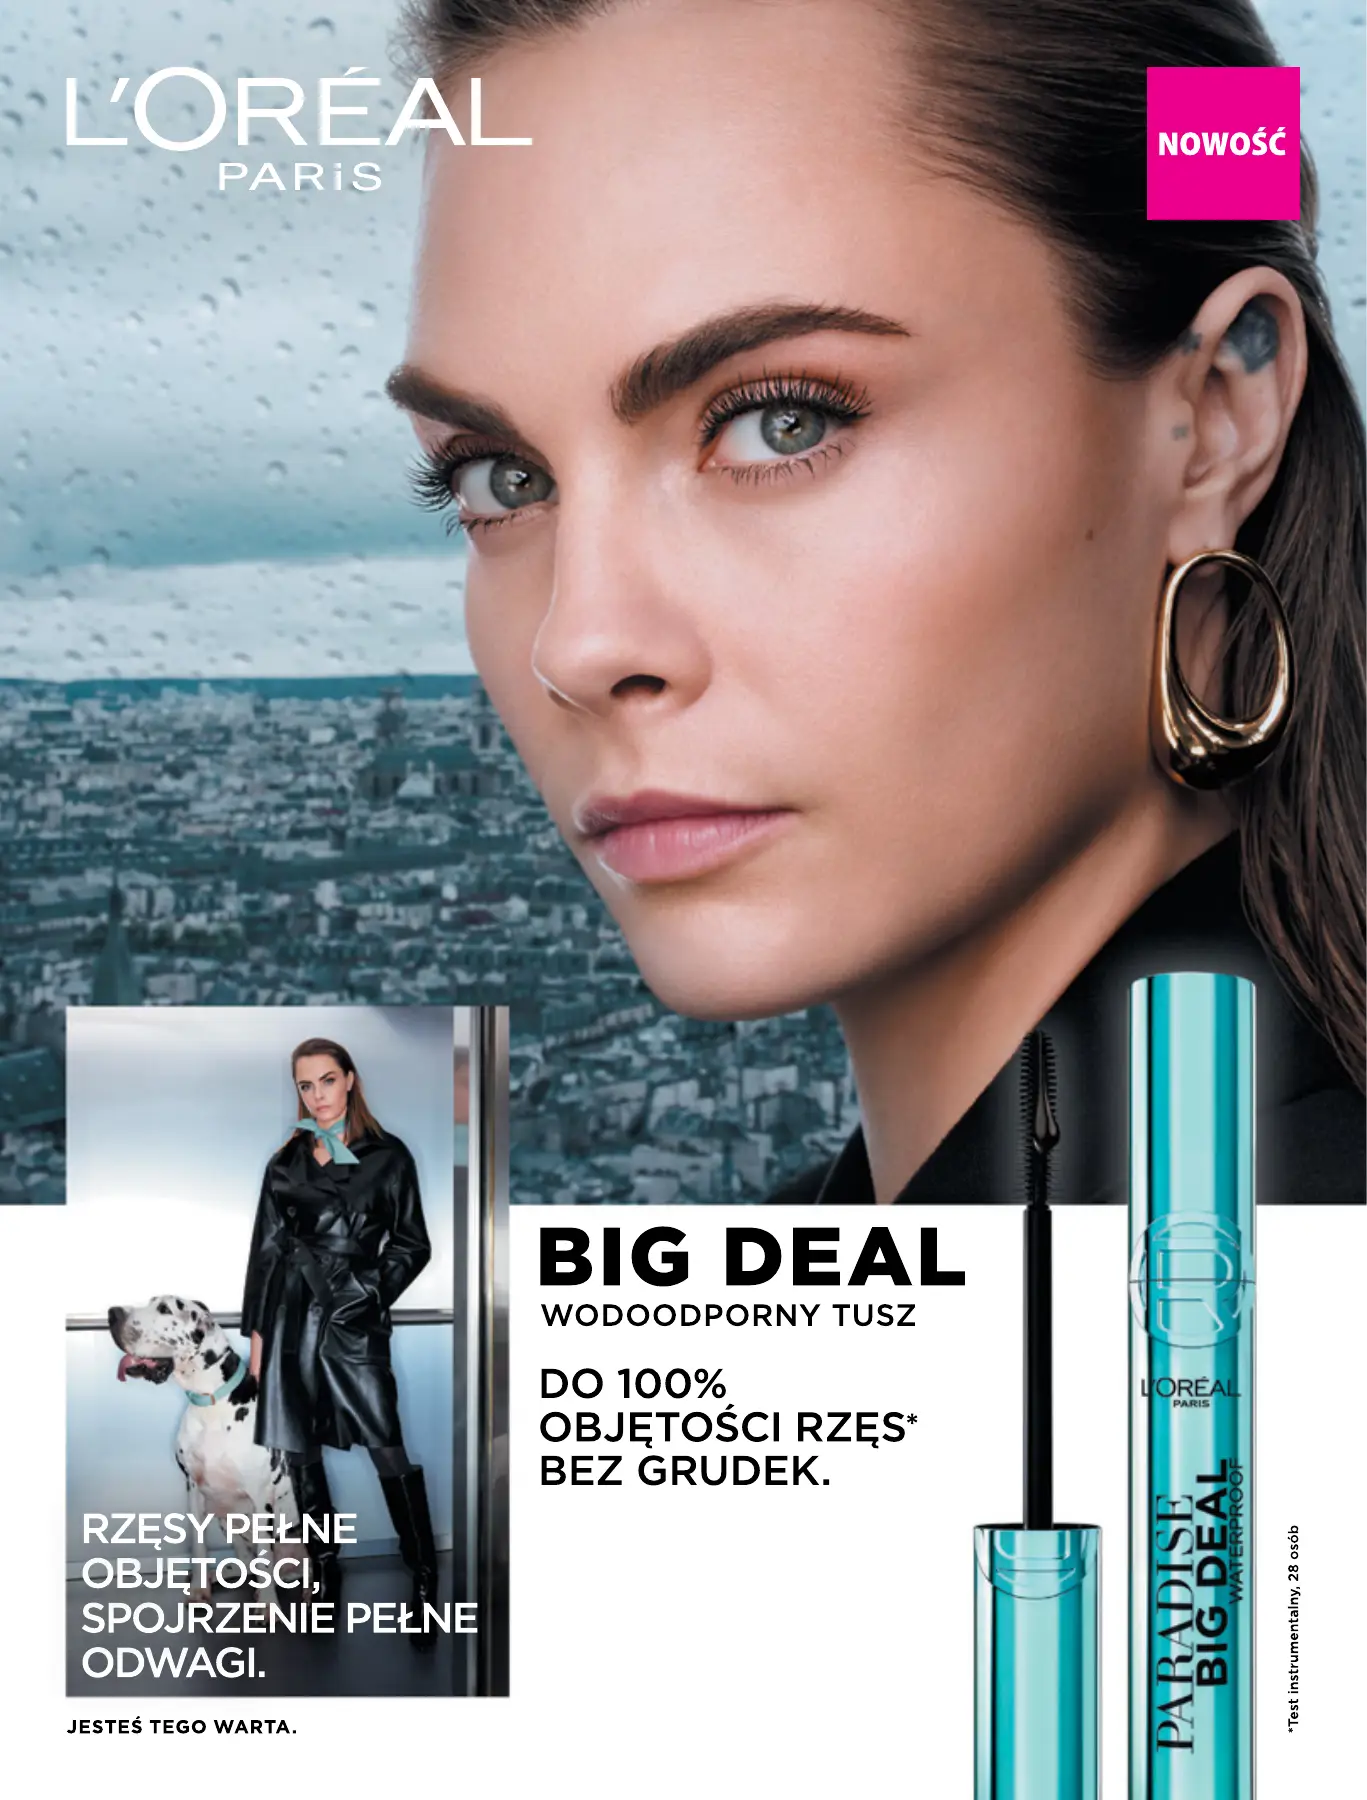 L'ORÉAL
PARIS
NOWOŚĆ
BIG DEAL
WODOODPORNY TUSZ
DO 100%
OBJĘTOŚCI RZĘS*
BEZ GRUDEK.
RZĘSY PEŁNE
OBJĘTOŚCI,
SPOJRZENIE PEŁNE
ODWAGI.
JESTEŚ TEGO WARTA.
L'ORÉAL
PARIS
PARADISE
BIG DEAL
WATERPROOF
*Test instrumentalny, 28 osób